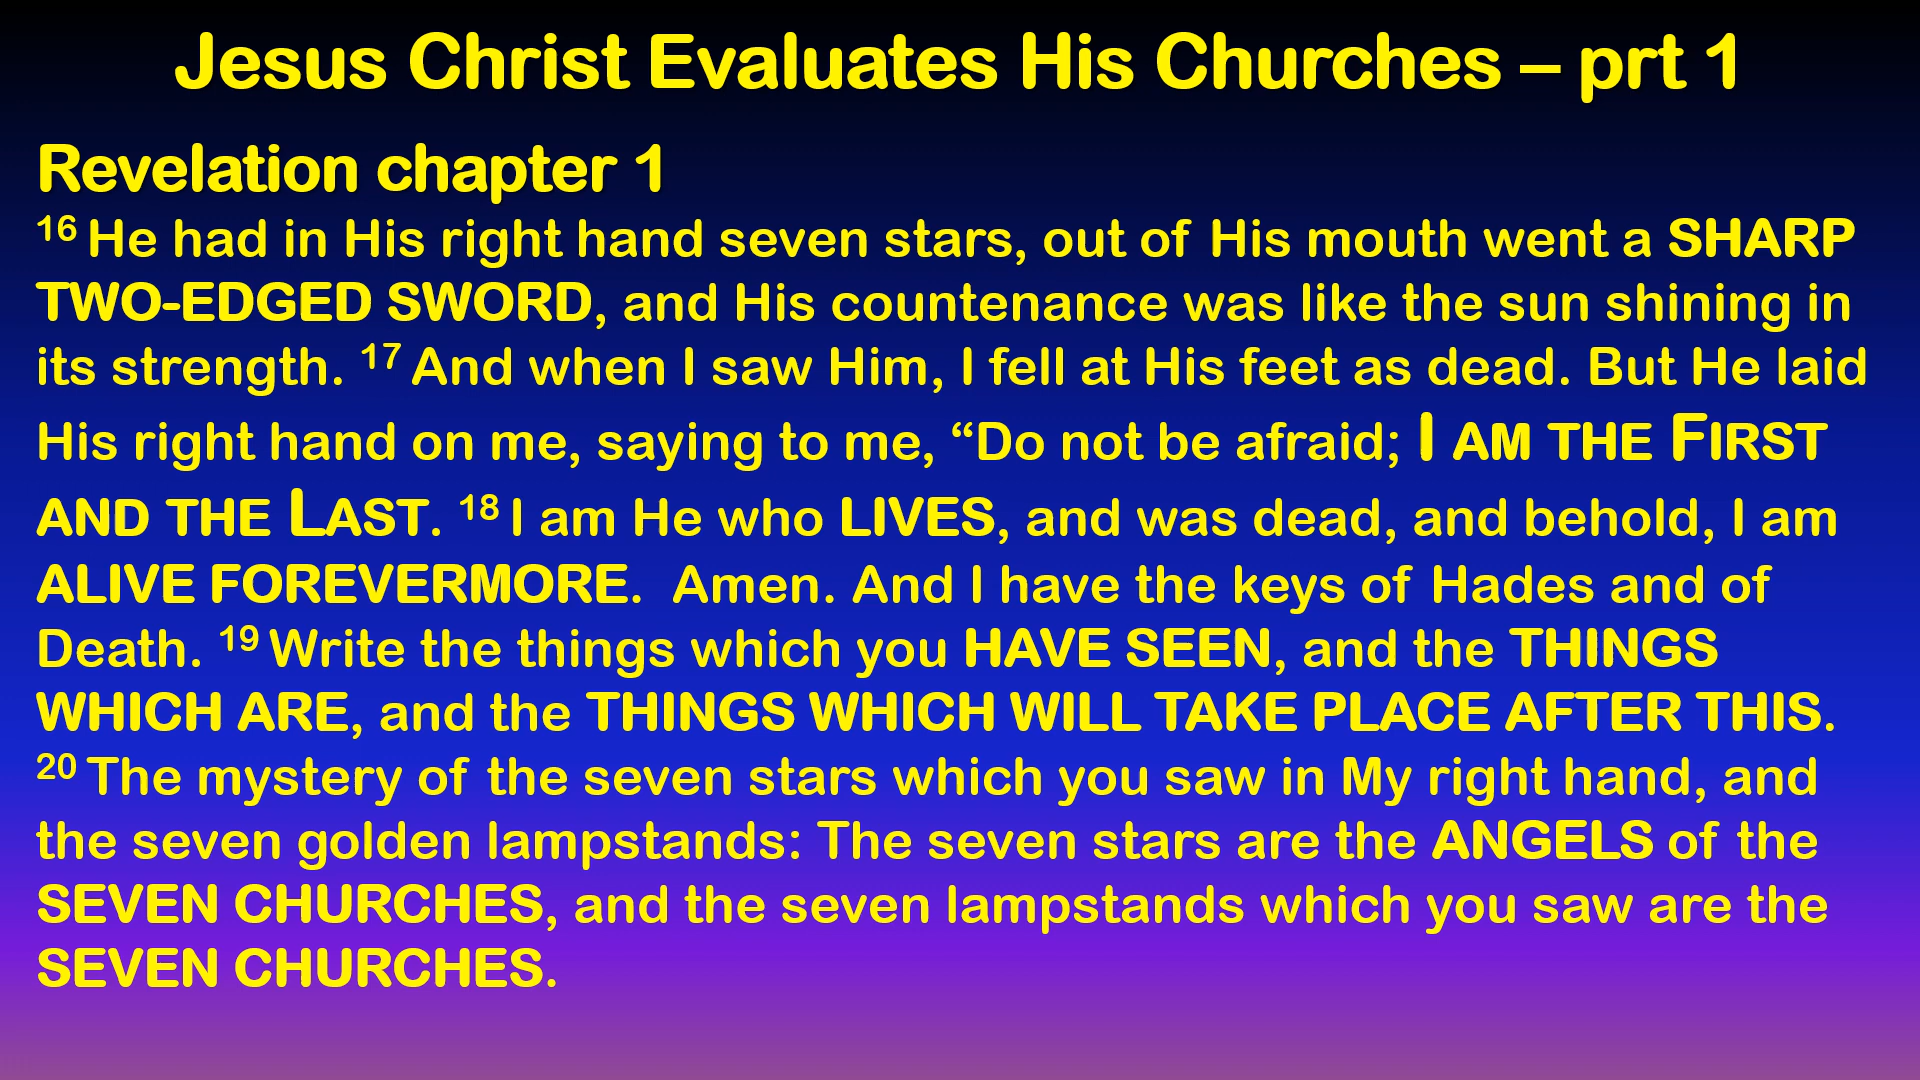 Jesus Christ Evaluates His Churches – prt 1
Revelation chapter 1
16 He had in His right hand seven stars, out of His mouth went a SHARP
TWO-EDGED SWORD, and His countenance was like the sun shining in
its strength. 17 And when I saw Him, I fell at His feet as dead. But He laid
His right hand on me, saying to me, “Do not be afraid; I AM THE FIRST
AND THE LAST. 18 I am He who LIVES, and was dead, and behold, I am
ALIVE FOREVERMORE.  Amen. And I have the keys of Hades and of
Death. 19 Write the things which you HAVE SEEN, and the THINGS
WHICH ARE, and the THINGS WHICH WILL TAKE PLACE AFTER THIS.
20 The mystery of the seven stars which you saw in My right hand, and
the seven golden lampstands: The seven stars are the ANGELS of the
SEVEN CHURCHES, and the seven lampstands which you saw are the
SEVEN CHURCHES.